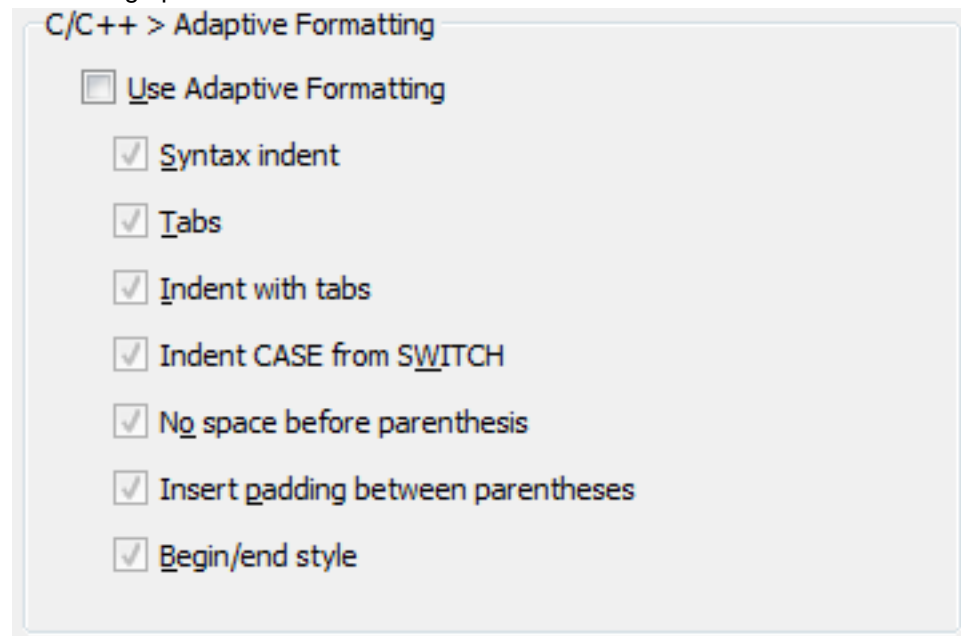 C/C++ > Adaptive Formatting
Use Adaptive Formatting
Syntax indent
Tabs
Indent with tabs
Indent CASE from SWITCH
No space before parenthesis
Insert padding between parentheses
Begin/end style